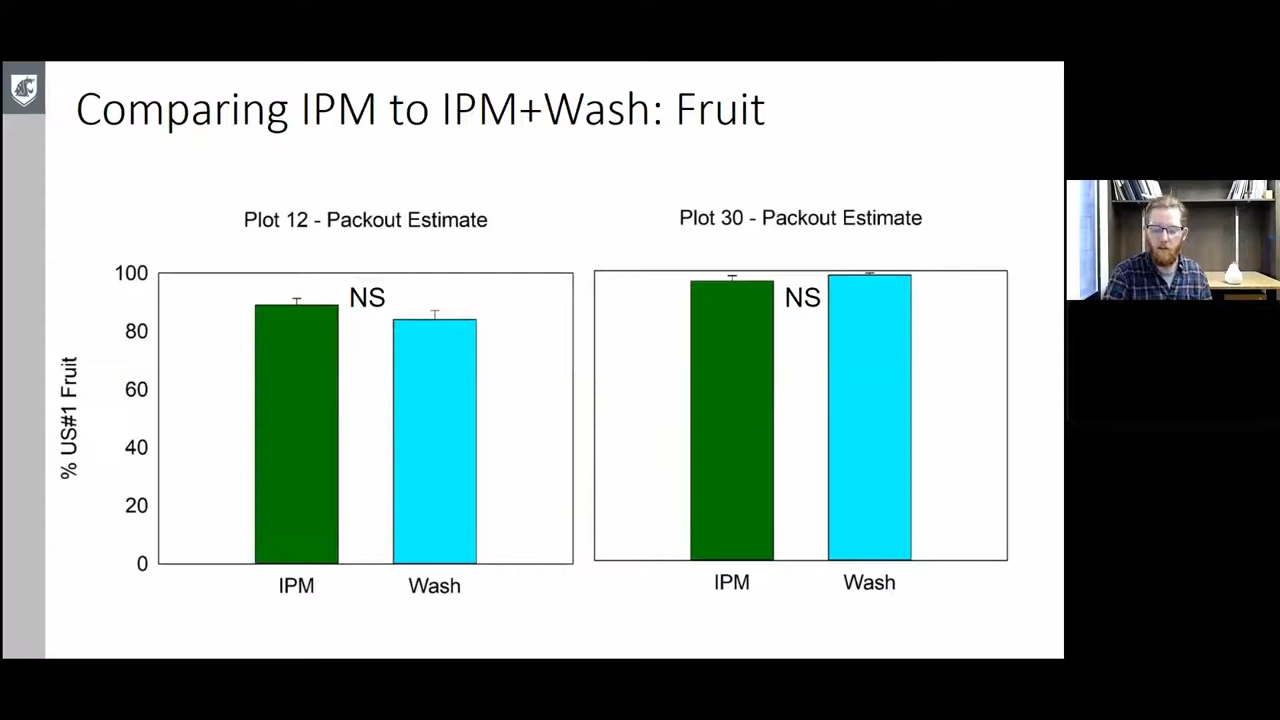 Comparing IPM to IPM+Wash: Fruit
Plot 12 - Packout Estimate
% US#1 Fruit
100
80
60
40
20
0
NS
IPM
Wash
Plot 30 - Packout Estimate
NS
IPM
Wash